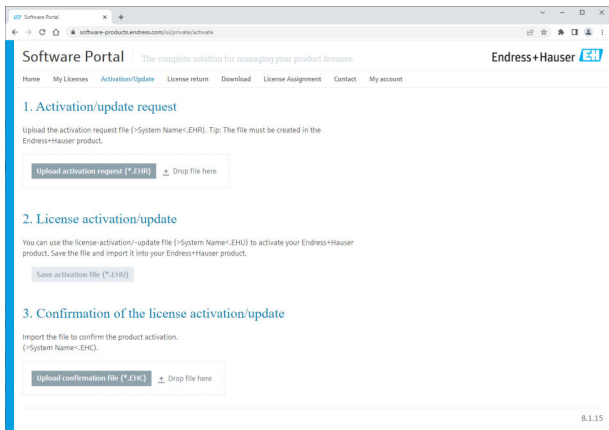 Software Portal
software-products.endress.com/ui/private/activate
Software Portal The complete solution for managing your product licenses.
Endress+Hauser EH
Home My Licenses Activation/Update License return Download License Assignment Contact My account
1. Activation/update request
Upload the activation request file (>System Name<.EHR). Tip: The file must be created in the
Endress+Hauser product.
Upload activation request (*.EHR) Drop file here
2. License activation/update
You can use the license-activation/-update file (>System Name<.EHU) to activate your Endress+Hauser
product. Save the file and import it into your Endress+Hauser product.
Save activation file (*.EHU)
3. Confirmation of the license activation/update
Import the file to confirm the product activation.
(>System Name<.EHC).
Upload confirmation file (*.EHC) Drop file here
8.1.15